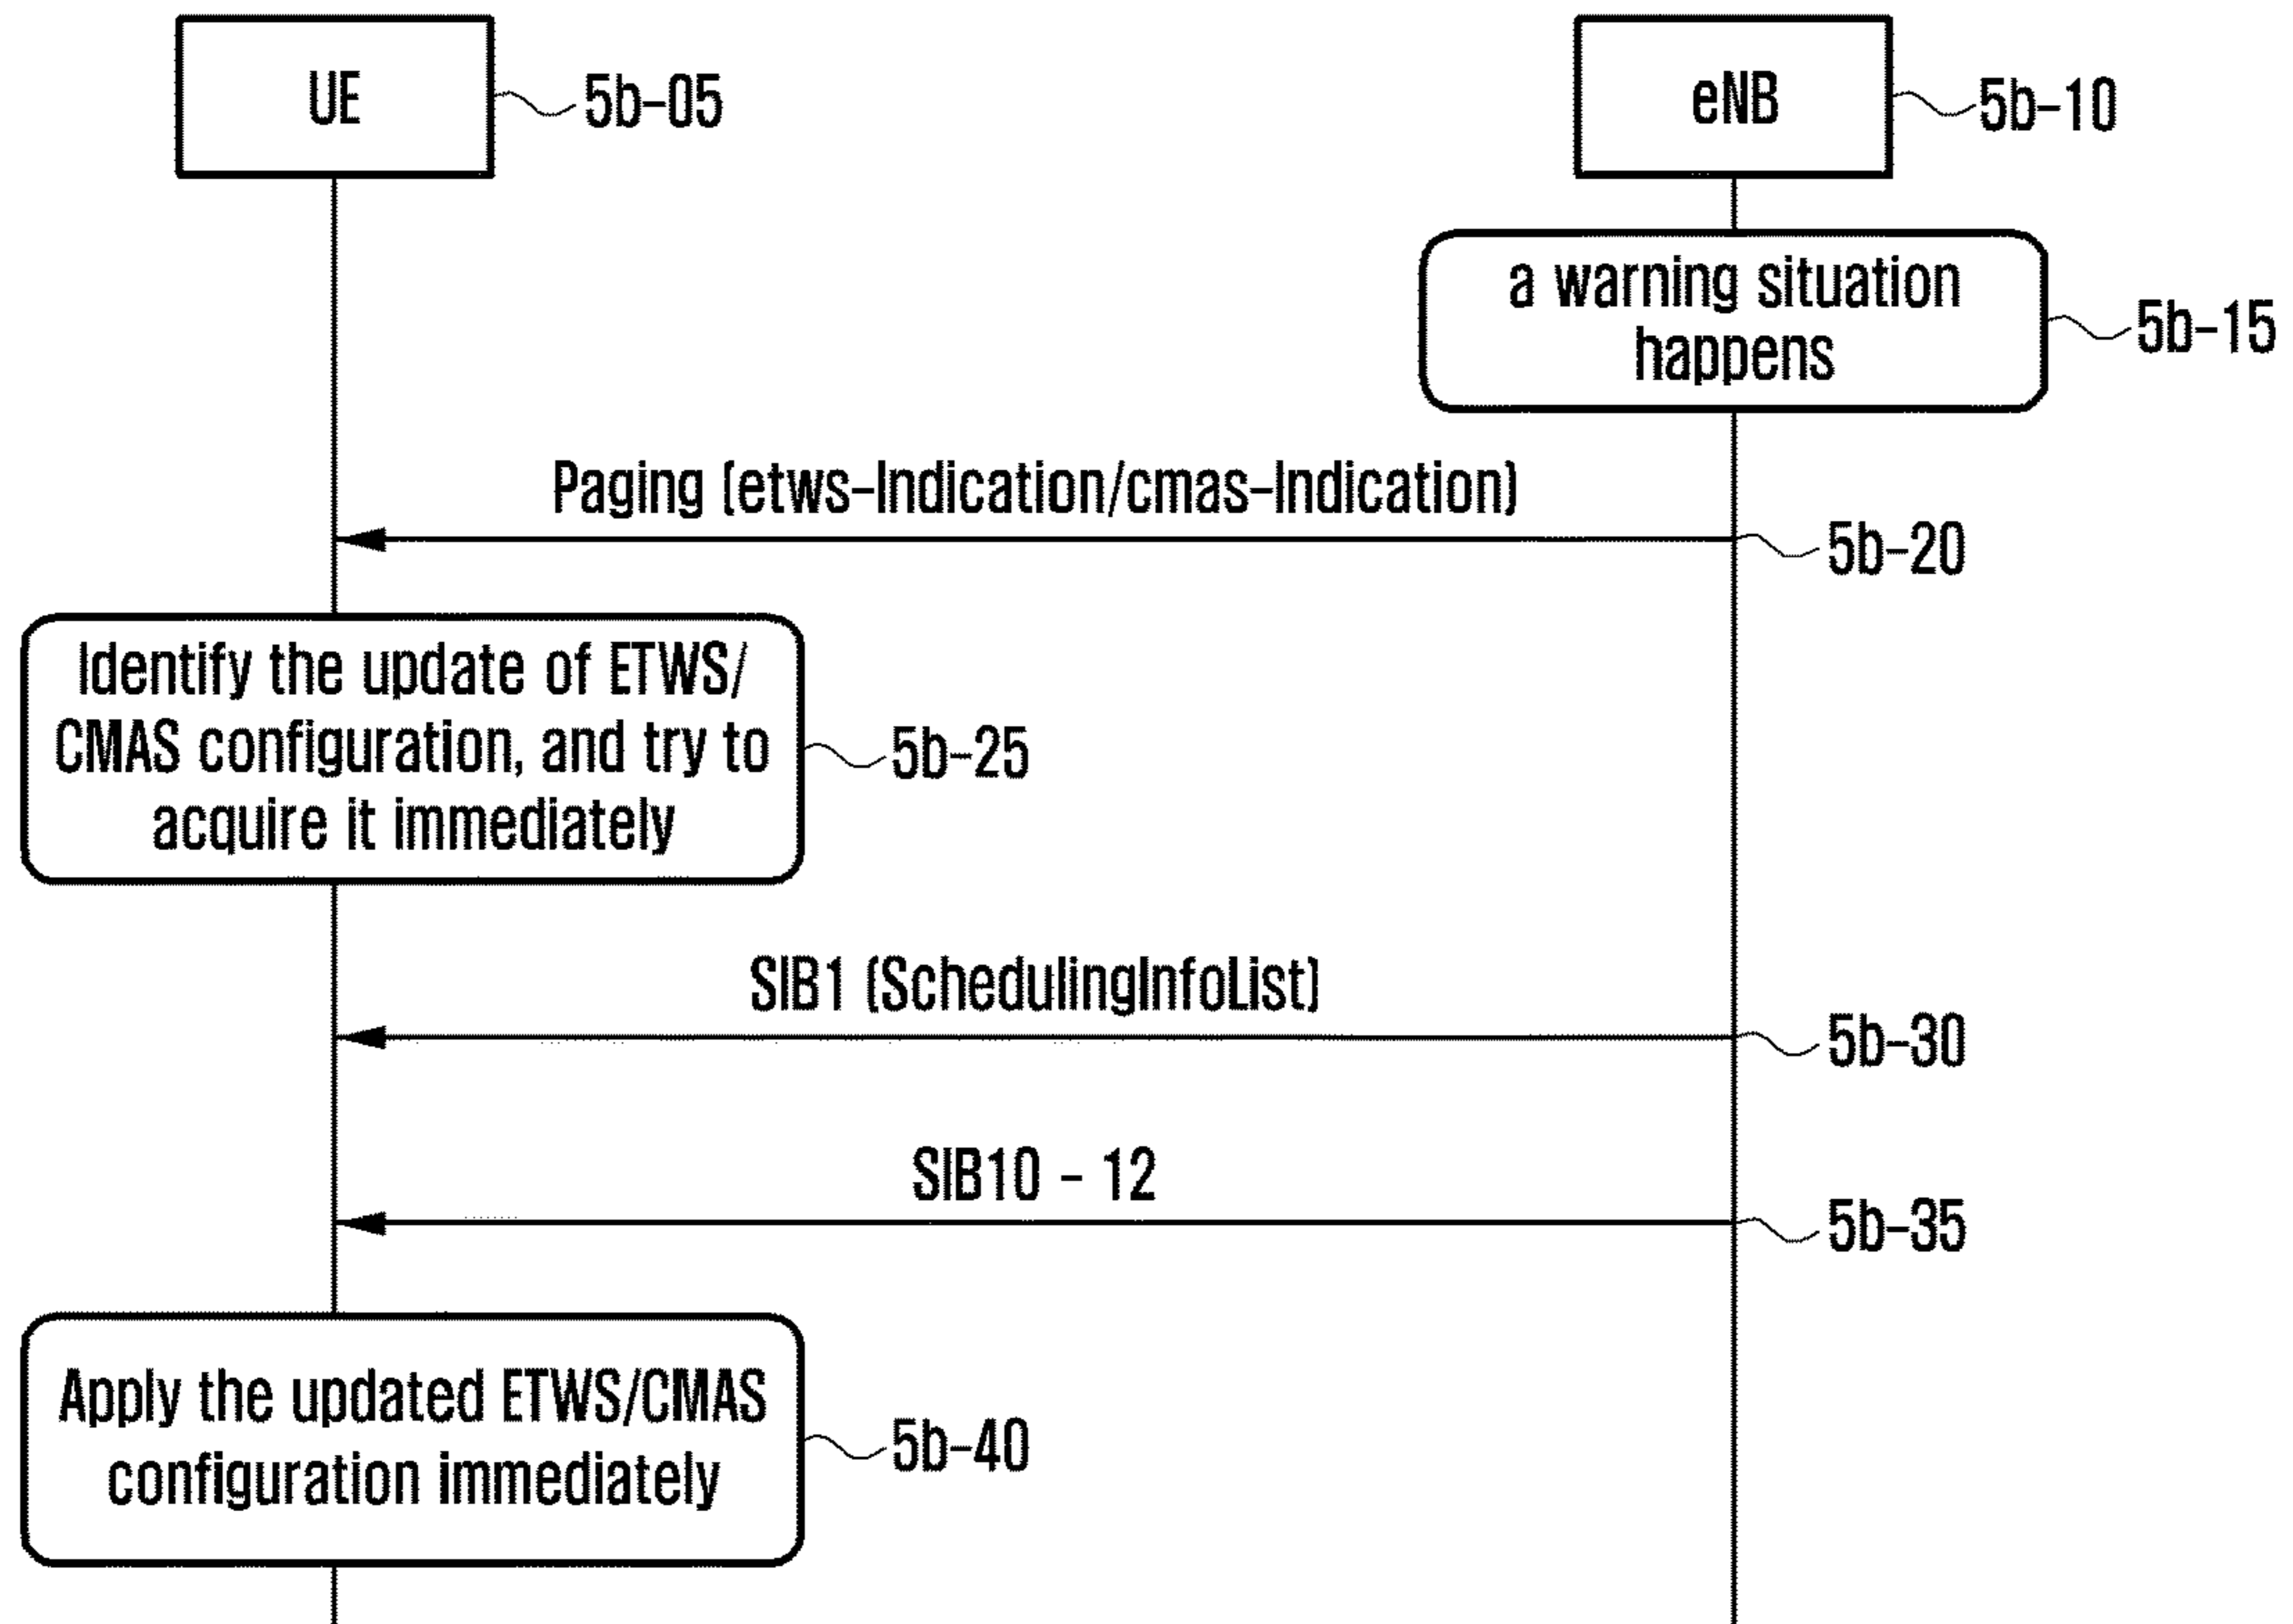 UE
5b-05
eNB
5b-10
a warning situation
happens
5b-15
Paging (etws-Indication/cmas-Indication)
5b-20
Identify the update of ETWS/
CMAS configuration, and try to
acquire it immediately
5b-25
SIB1 (SchedulingInfoList)
5b-30
SIB10 - 12
5b-35
Apply the updated ETWS/CMAS
configuration immediately
5b-40